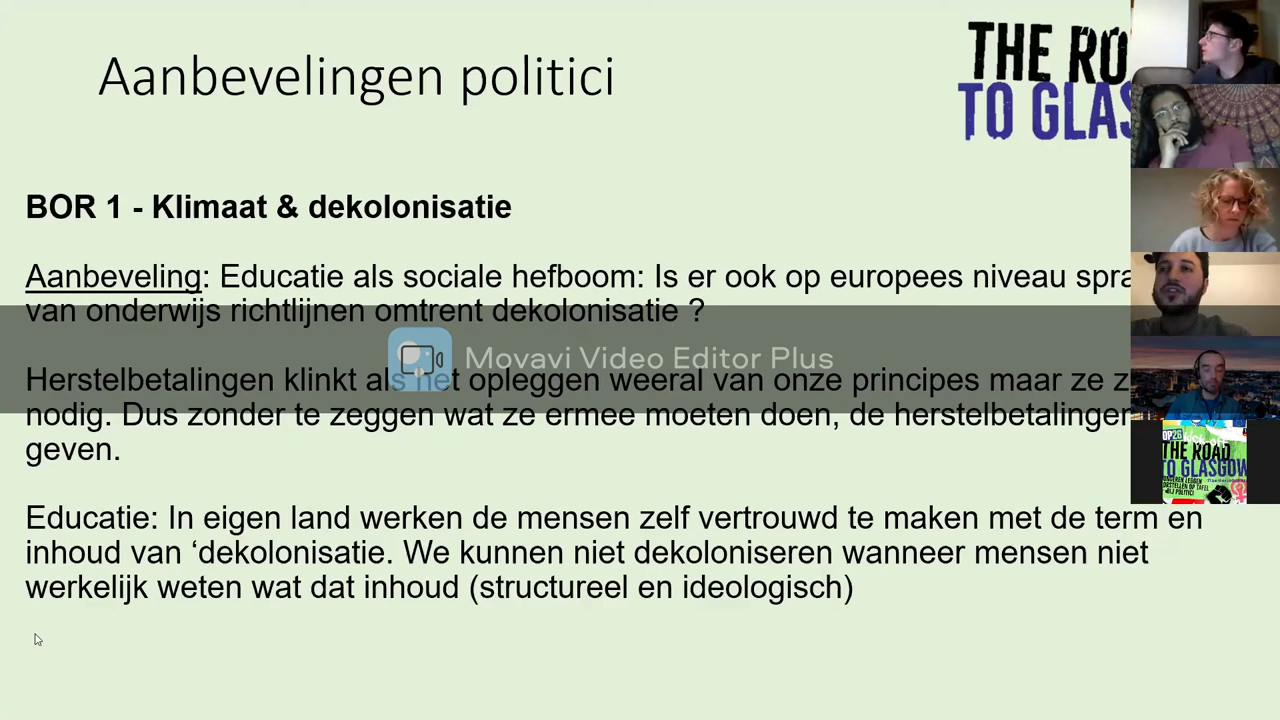 Aanbevelingen politici
THE RO
TO GLAS
BOR 1 - Klimaat & dekolonisatie
Aanbeveling: Educatie als sociale hefboom: Is er ook op europees niveau spra
van onderwijs richtlijnen omtrent dekolonisatie ?
Movavi Video Editor Plus
Herstelbetalingen klinkt als het opleggen weeral van onze principes maar ze z
nodig. Dus zonder te zeggen wat ze ermee moeten doen, de herstelbetalingen
geven.
Educatie: In eigen land werken de mensen zelf vertrouwd te maken met de term en
inhoud van ‘dekolonisatie. We kunnen niet dekoloniseren wanneer mensen niet
werkelijk weten wat dat inhoud (structureel en ideologisch)
OP26
kick-off
THE ROAD
TO GLASGOW